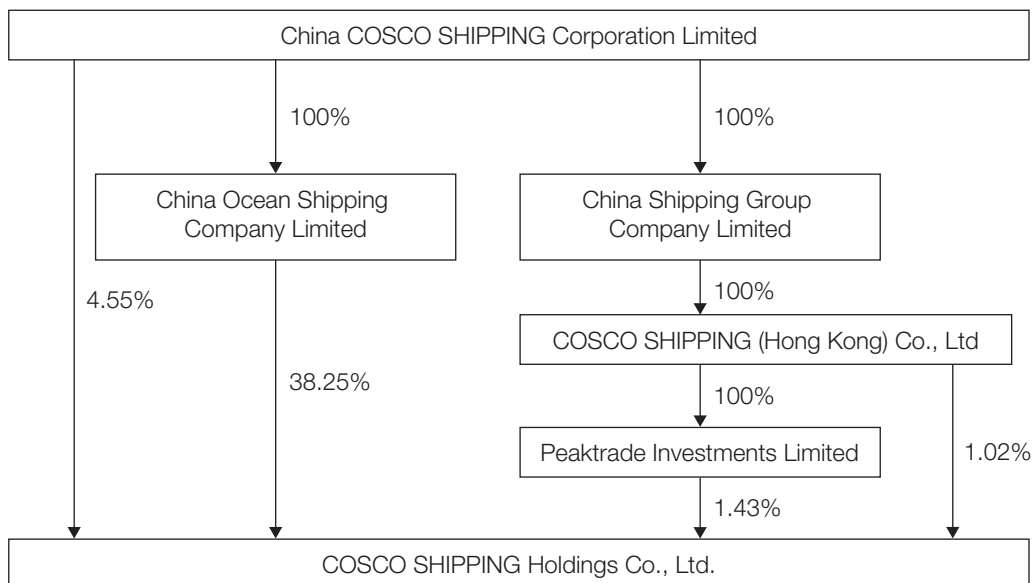 China COSCO SHIPPING Corporation Limited
100%
100%
China Ocean Shipping
Company Limited
China Shipping Group
Company Limited
4.55%
100%
COSCO SHIPPING (Hong Kong) Co., Ltd
38.25%
100%
Peaktrade Investments Limited
1.02%
1.43%
COSCO SHIPPING Holdings Co., Ltd.